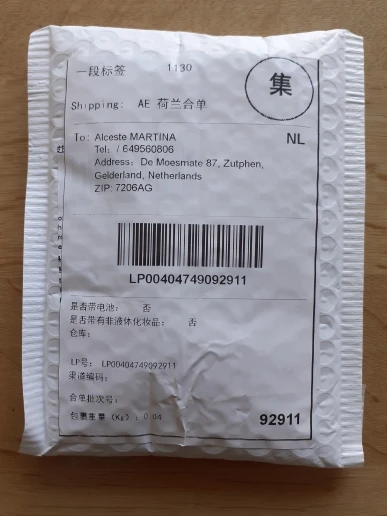 一段标签 1130
集
Shipping: AE 荷兰合单
To: Alceste MARTINA NL
Tel: / 649560806
Address: De Moesmate 87, Zutphen,
Gelderland, Netherlands
ZIP: 7206AG
LP00404749092911
是否带电池: 否
是否带有非液体化妆品: 否
仓库:
LP号: LP00404749092911
渠道编码:
合单批次号:
包裹重量 (Kg): 0.04
92911